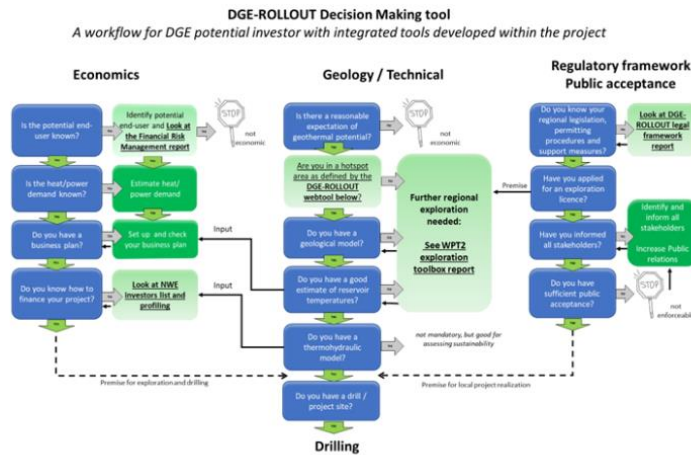 DGE-ROLLOUT Decision Making tool
A workflow for DGE potential investor with integrated tools developed within the project
Economics
Is the potential end-
user known?
Identify potential
end-user and Look at
the Financial Risk
Management report
STOP
not
economic
Is the heat/power
demand known?
Estimate heat/
power demand
Do you have a
business plan?
Set up and check
your business plan
Do you know how to
finance your project?
Look at NWE
Investors list and
profiling
Geology / Technical
Is there a reasonable
expectation of
geothermal potential?
STOP
not
economic
Are you in a hotspot
area as defined by the
DGE-ROLLOUT
webtool below?
Further regional
exploration
needed:
See WPT2
exploration
toolbox report
Do you have a
geological model?
Input
Do you have a good
estimate of reservoir
temperatures?
Input
Do you have a
thermohydraulic
model?
not mandatory, but good for
assessing sustainability
Do you have a drill /
project site?
Drilling
Regulatory framework
Public acceptance
Do you know your
regional legislation,
permitting
procedures and
support measures?
Look at DGE-
ROLLOUT legal
framework
report
Premise
Have you applied
for an exploration
licence?
Have you informed
all stakeholders?
Identify and
inform all
stakeholders
Increase Public
relations
Do you have
sufficient public
acceptance?
STOP
not
enforceable
Premise for exploration and drilling
Premise for local project realization